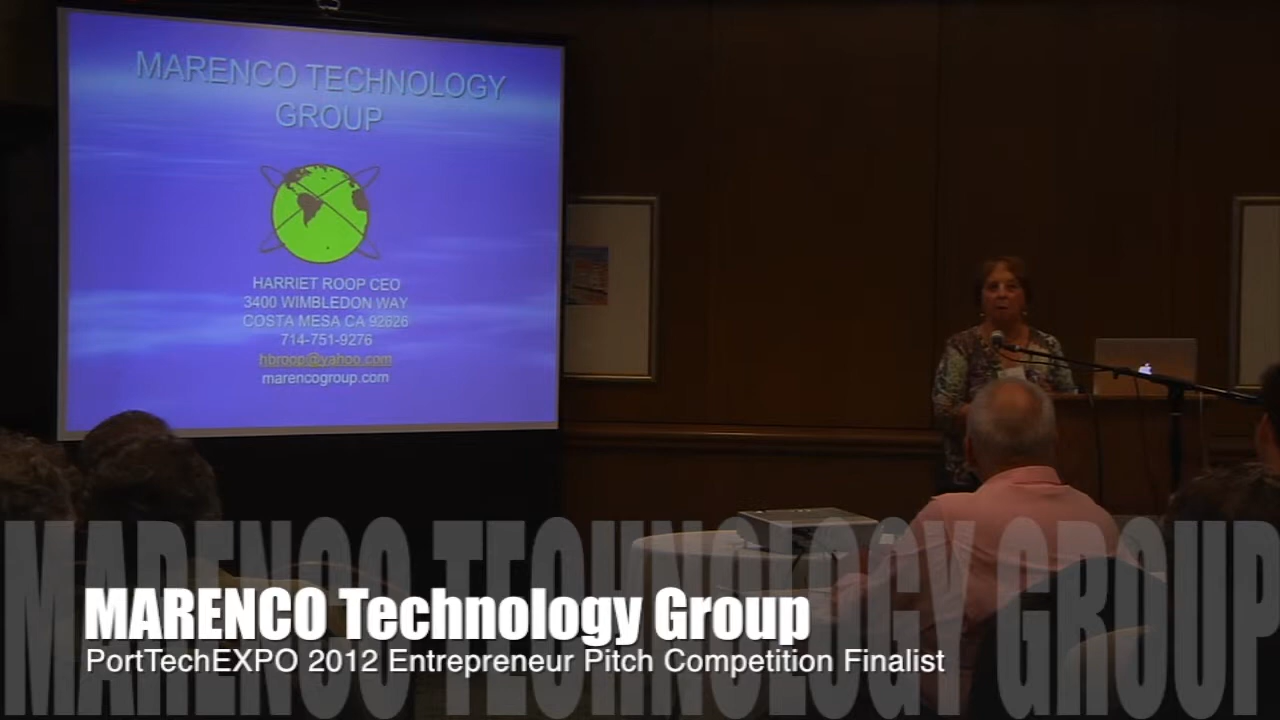 MARENCO TECHNOLOGY
GROUP
HARRIET ROOP CEO
3400 WIMBLEDON WAY
COSTA MESA CA 92626
714-751-9276
hbroop@yahoo.com
marencogroup.com
MARENCO TECHNOLOGY GROUP
MARENCO Technology Group
PortTechEXPO 2012 Entrepreneur Pitch Competition Finalist